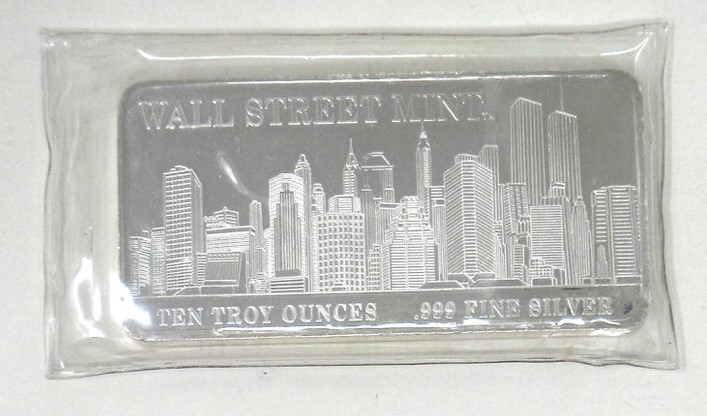 WALL STREET MINT
TEN TROY OUNCES .999 FINE SILVER